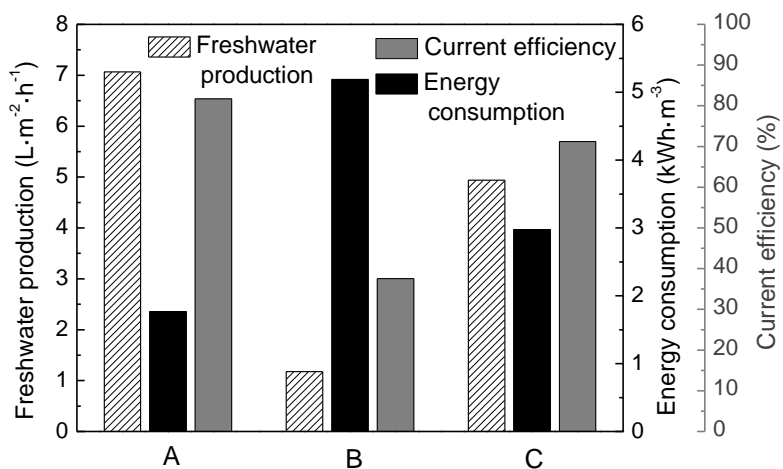 Freshwater production (L·m⁻²·h⁻¹)
8
7
6
5
4
3
2
1
0
Freshwater
production
Current efficiency
Energy
consumption
A
B
C
6
5
4
3
2
1
0
Energy consumption (kWh·m⁻³)
100
90
80
70
60
50
40
30
20
10
0
Current efficiency (%)